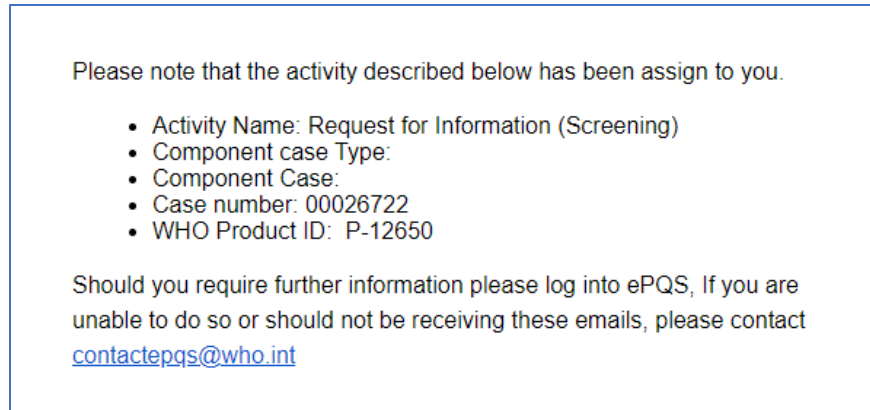 Please note that the activity described below has been assign to you.
• Activity Name: Request for Information (Screening)
• Component case Type:
• Component Case:
• Case number: 00026722
• WHO Product ID:  P-12650
Should you require further information please log into ePQS, If you are
unable to do so or should not be receiving these emails, please contact
contactepqs@who.int